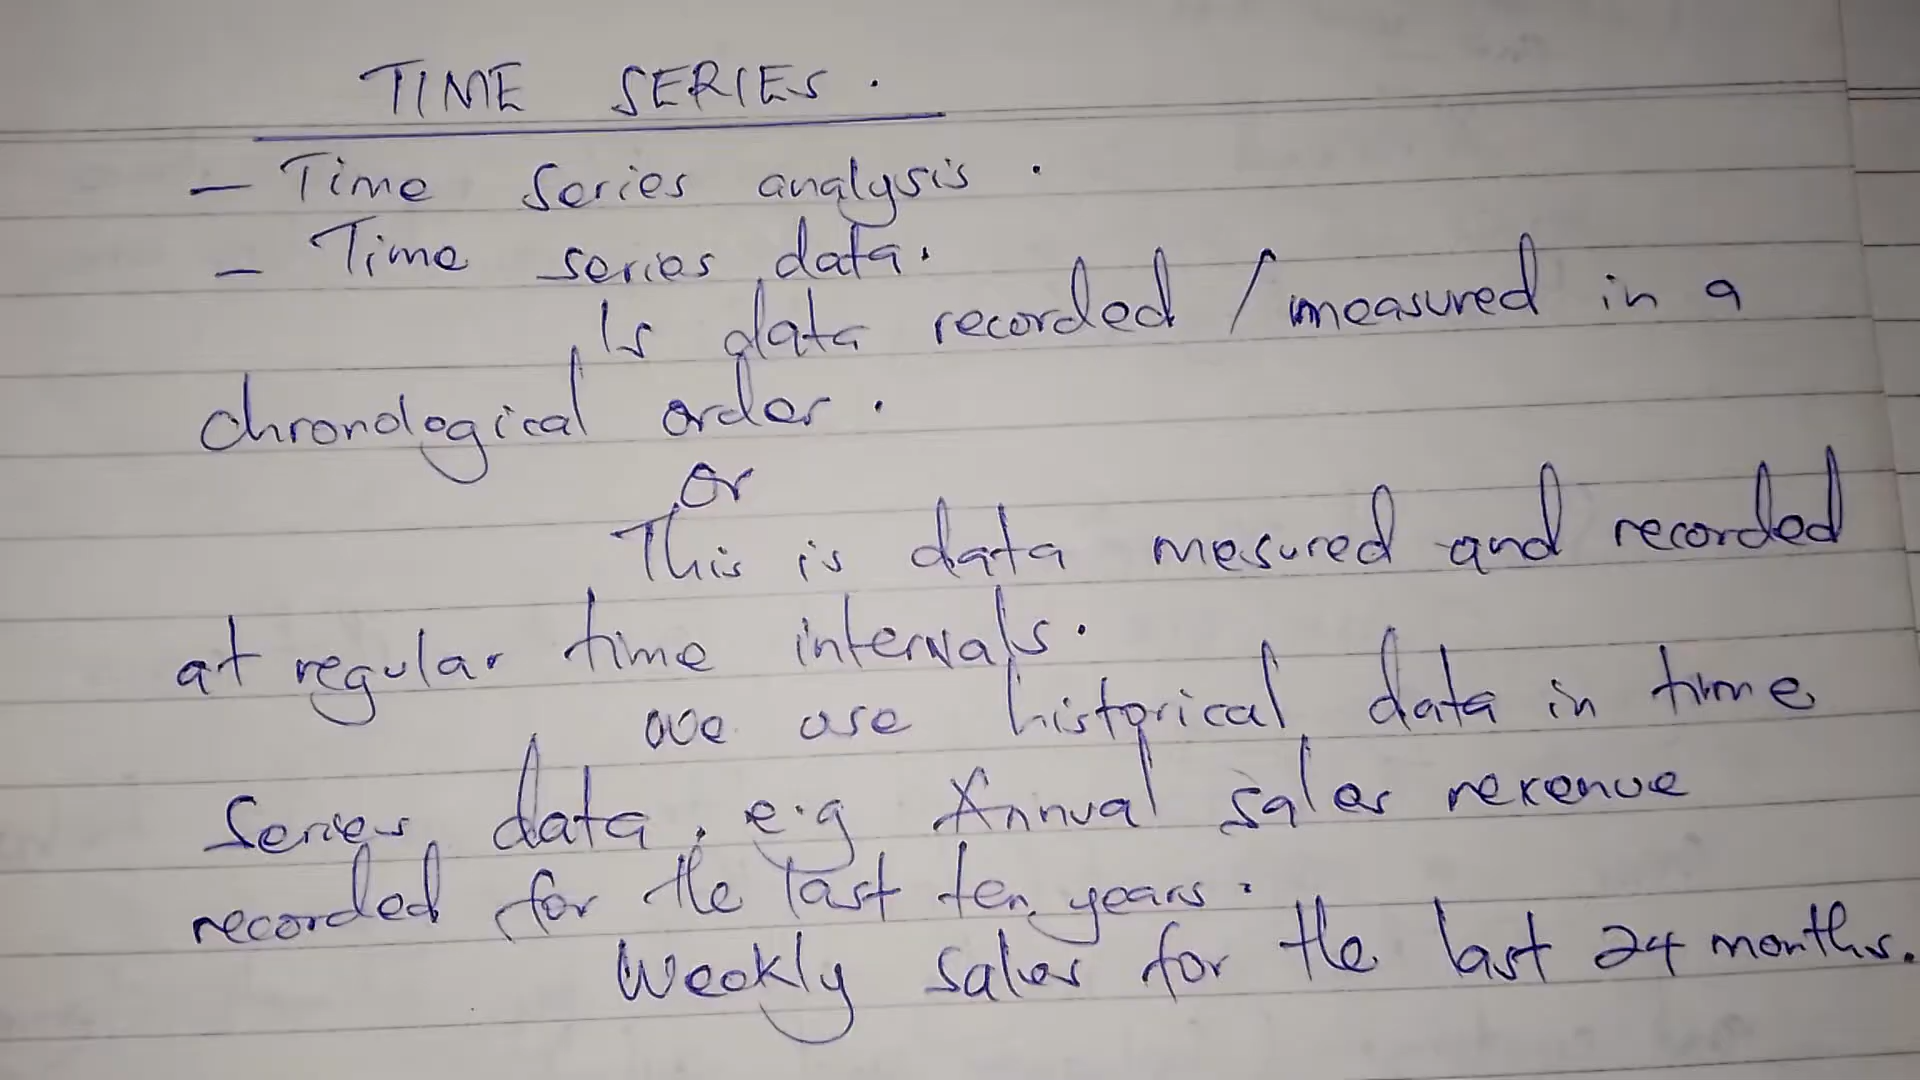 TIME SERIES.
- Time series analysis.
- Time series data.
Is data recorded / measured in a
chronological order.
Or
This is data mesured and recorded
at regular time intervals.
we use historical data in time
series data, e.g Annual sales revenue
recorded for the last ten years.
Weekly sales for the last 24 months.